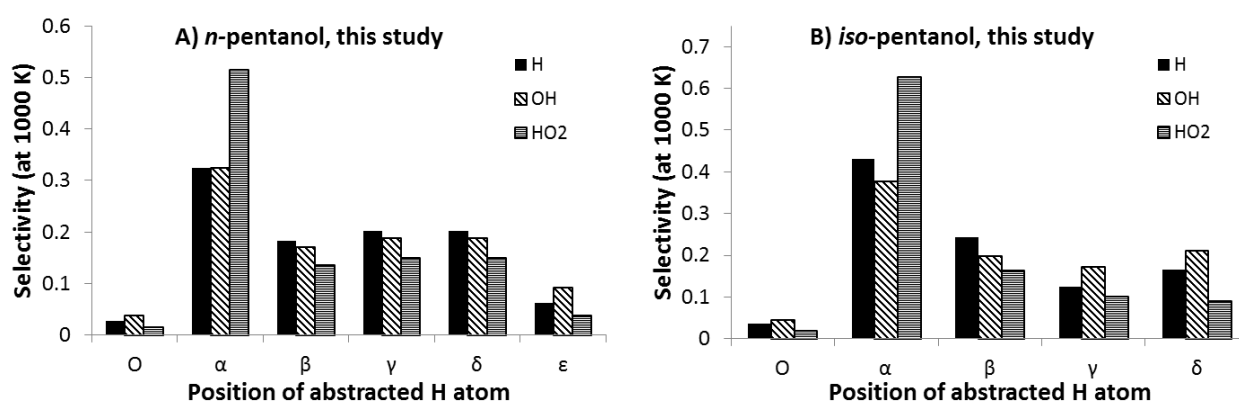 A) n-pentanol, this study
Selectivity (at 1000 K)
0.6
0.5
0.4
0.3
0.2
0.1
0
H
OH
HO2
O α β γ δ ε
Position of abstracted H atom
B) iso-pentanol, this study
Selectivity (at 1000 K)
0.7
0.6
0.5
0.4
0.3
0.2
0.1
0
H
OH
HO2
O α β γ δ
Position of abstracted H atom